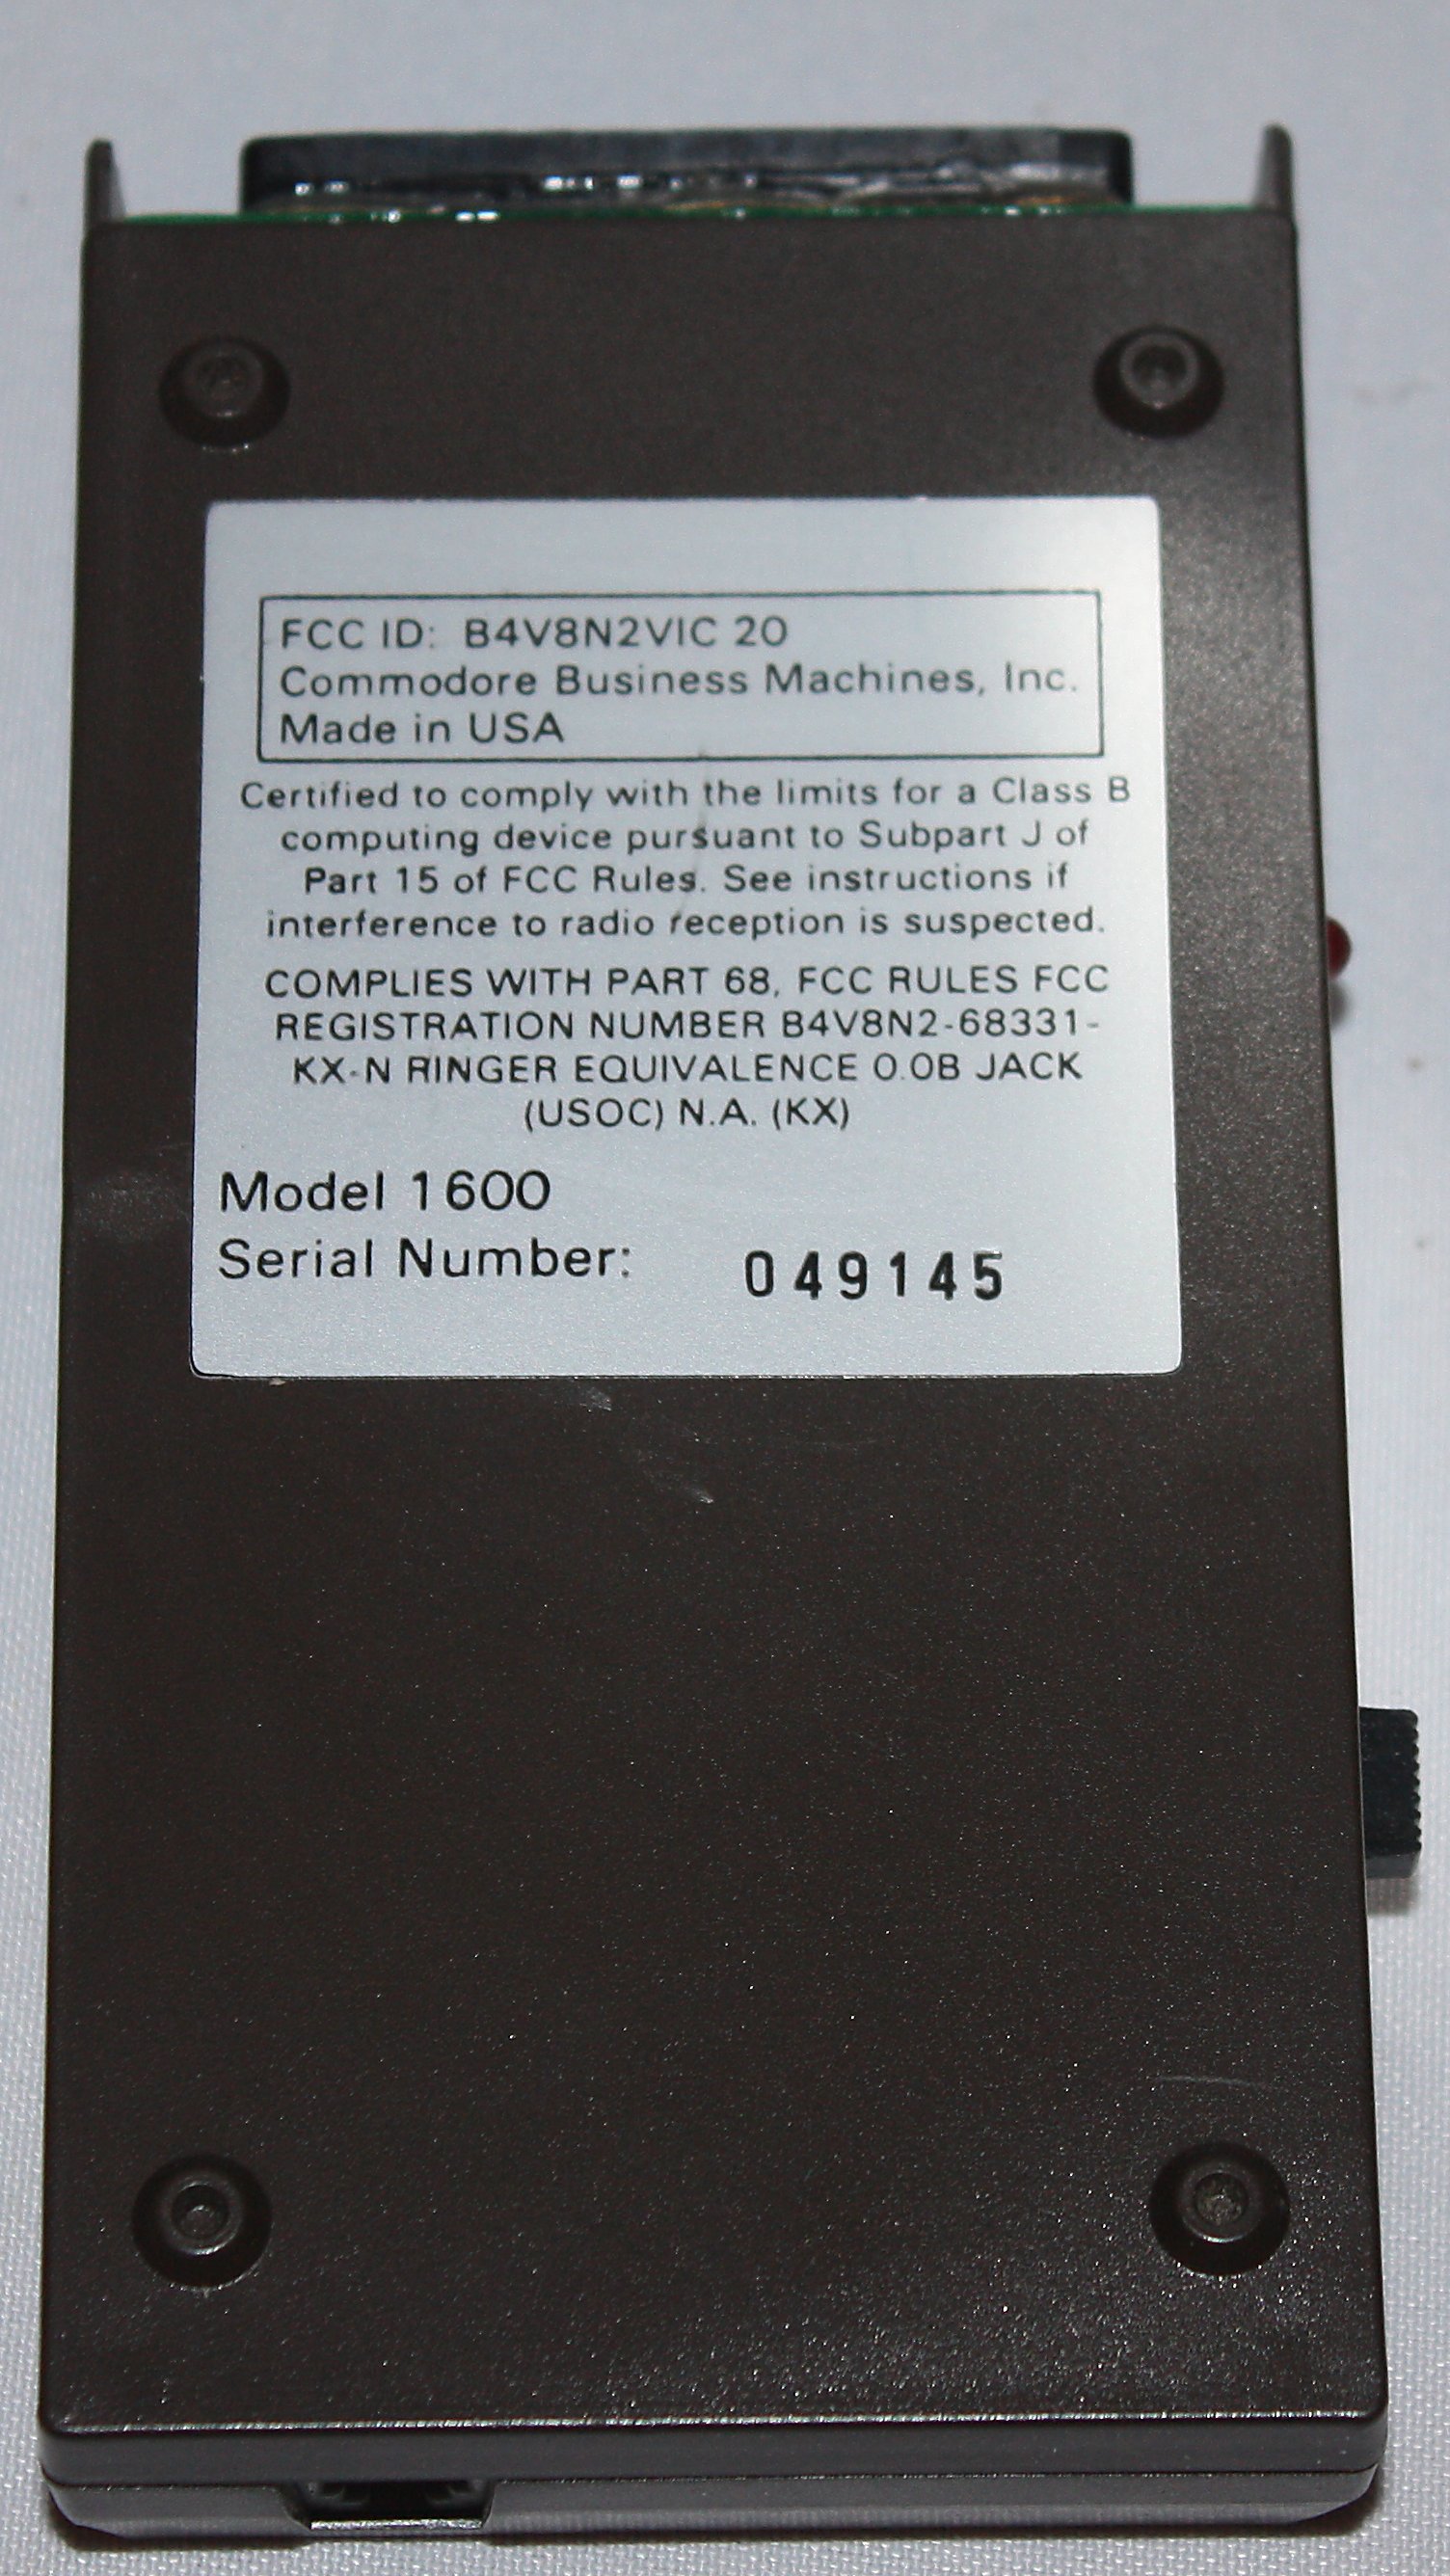 FCC ID: B4V8N2VIC 20
Commodore Business Machines, Inc.
Made in USA
Certified to comply with the limits for a Class B
computing device pursuant to Subpart J of
Part 15 of FCC Rules. See instructions if
interference to radio reception is suspected.
COMPLIES WITH PART 68, FCC RULES FCC
REGISTRATION NUMBER B4V8N2-68331-
KX-N RINGER EQUIVALENCE 0.0B JACK
(USOC) N.A. (KX)
Model 1600
Serial Number: 049145